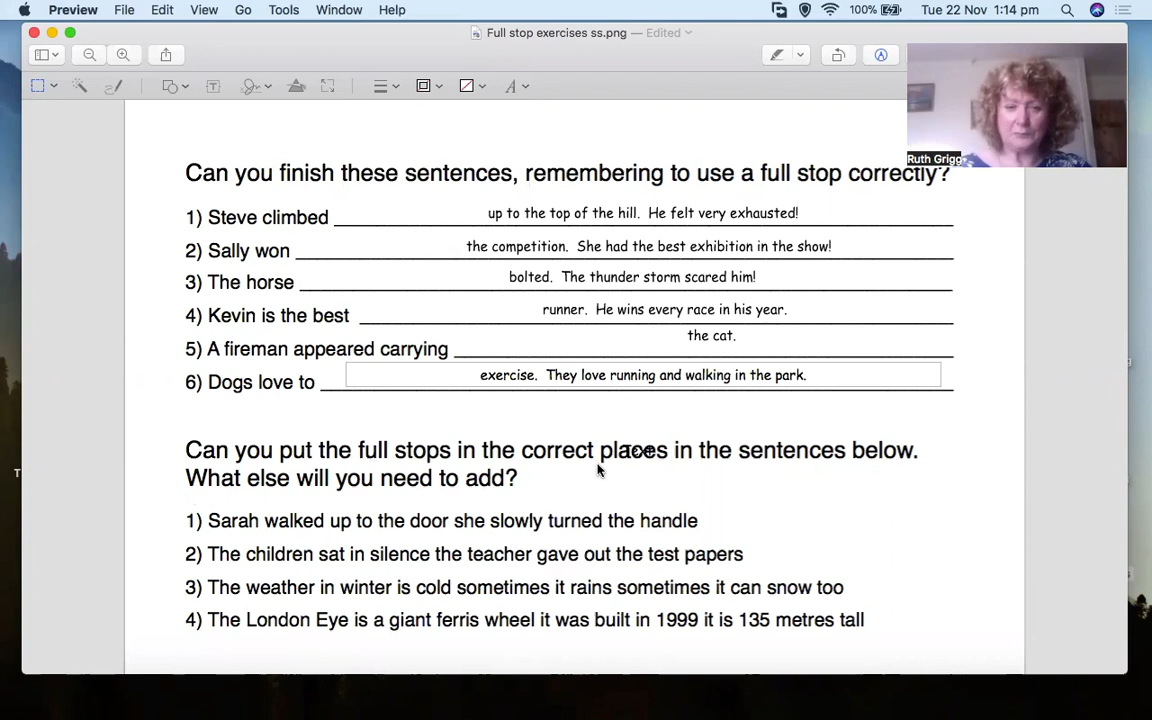 Preview File Edit View Go Tools Window Help 100% Tue 22 Nov 1:14 pm
Full stop exercises ss.png — Edited
Ruth Grigg
Can you finish these sentences, remembering to use a full stop correctly?
1) Steve climbed up to the top of the hill. He felt very exhausted!
2) Sally won the competition. She had the best exhibition in the show!
3) The horse bolted. The thunder storm scared him!
4) Kevin is the best runner. He wins every race in his year.
5) A fireman appeared carrying the cat.
6) Dogs love to exercise. They love running and walking in the park.
Can you put the full stops in the correct places in the sentences below.
What else will you need to add?
1) Sarah walked up to the door she slowly turned the handle
2) The children sat in silence the teacher gave out the test papers
3) The weather in winter is cold sometimes it rains sometimes it can snow too
4) The London Eye is a giant ferris wheel it was built in 1999 it is 135 metres tall